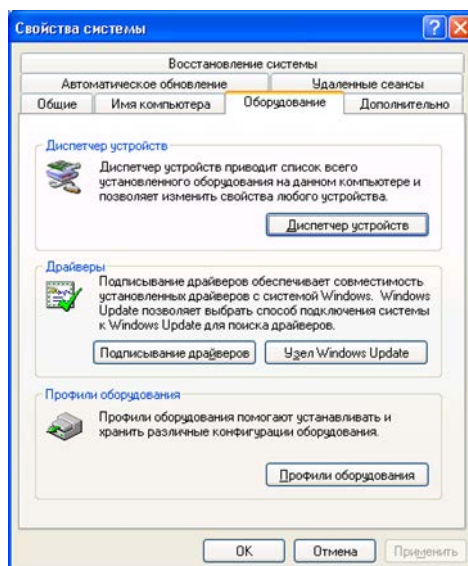 Свойства системы
Восстановление системы
Автоматическое обновление
Удаленные сеансы
Общие
Имя компьютера
Оборудование
Дополнительно
Диспетчер устройств
Диспетчер устройств приводит список всего
установленного оборудования на данном компьютере и
позволяет изменить свойства любого устройства.
Диспетчер устройств
Драйверы
Подписывание драйверов обеспечивает совместимость
установленных драйверов с системой Windows. Windows
Update позволяет выбрать способ подключения системы
к Windows Update для поиска драйверов.
Подписывание драйверов
Узел Windows Update
Профили оборудования
Профили оборудования помогают устанавливать и
хранить различные конфигурации оборудования.
Профили оборудования
OK
Отмена
Применить